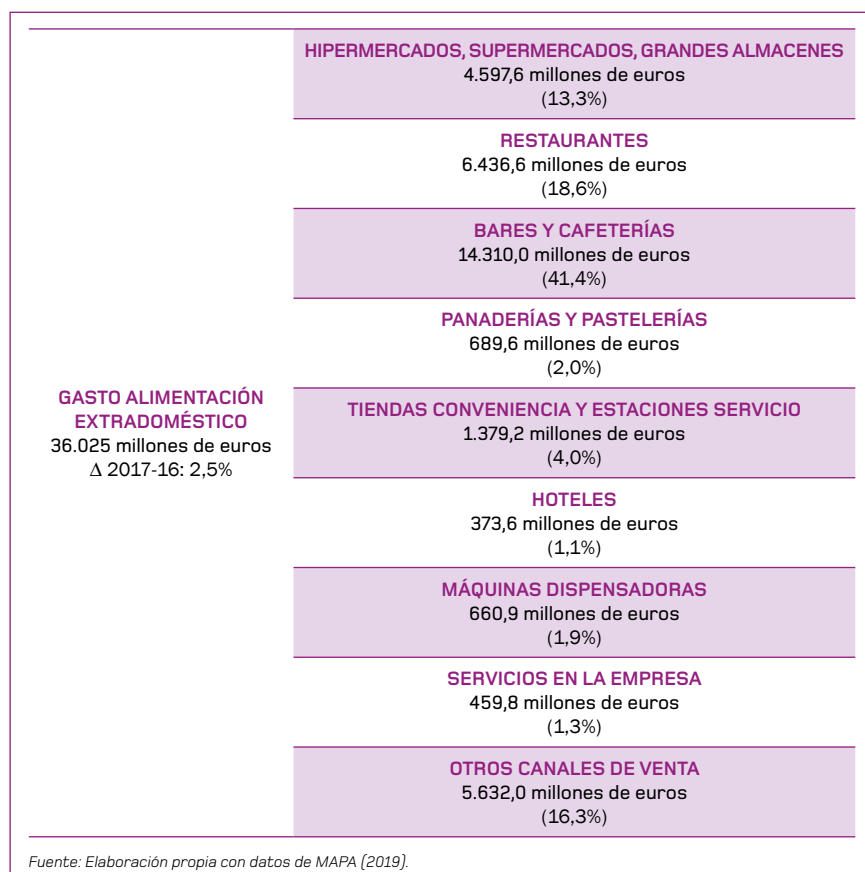 HIPERMERCADOS, SUPERMERCADOS, GRANDES ALMACENES
4.597,6 millones de euros
(13,3%)
RESTAURANTES
6.436,6 millones de euros
(18,6%)
BARES Y CAFETERÍAS
14.310,0 millones de euros
(41,4%)
PANADERÍAS Y PASTELERÍAS
689,6 millones de euros
(2,0%)
GASTO ALIMENTACIÓN
EXTRADOMÉSTICO
36.025 millones de euros
Δ 2017-16: 2,5%
TIENDAS CONVENIENCIA Y ESTACIONES SERVICIO
1.379,2 millones de euros
(4,0%)
HOTELES
373,6 millones de euros
(1,1%)
MÁQUINAS DISPENSADORAS
660,9 millones de euros
(1,9%)
SERVICIOS EN LA EMPRESA
459,8 millones de euros
(1,3%)
OTROS CANALES DE VENTA
5.632,0 millones de euros
(16,3%)
Fuente: Elaboración propia con datos de MAPA (2019).